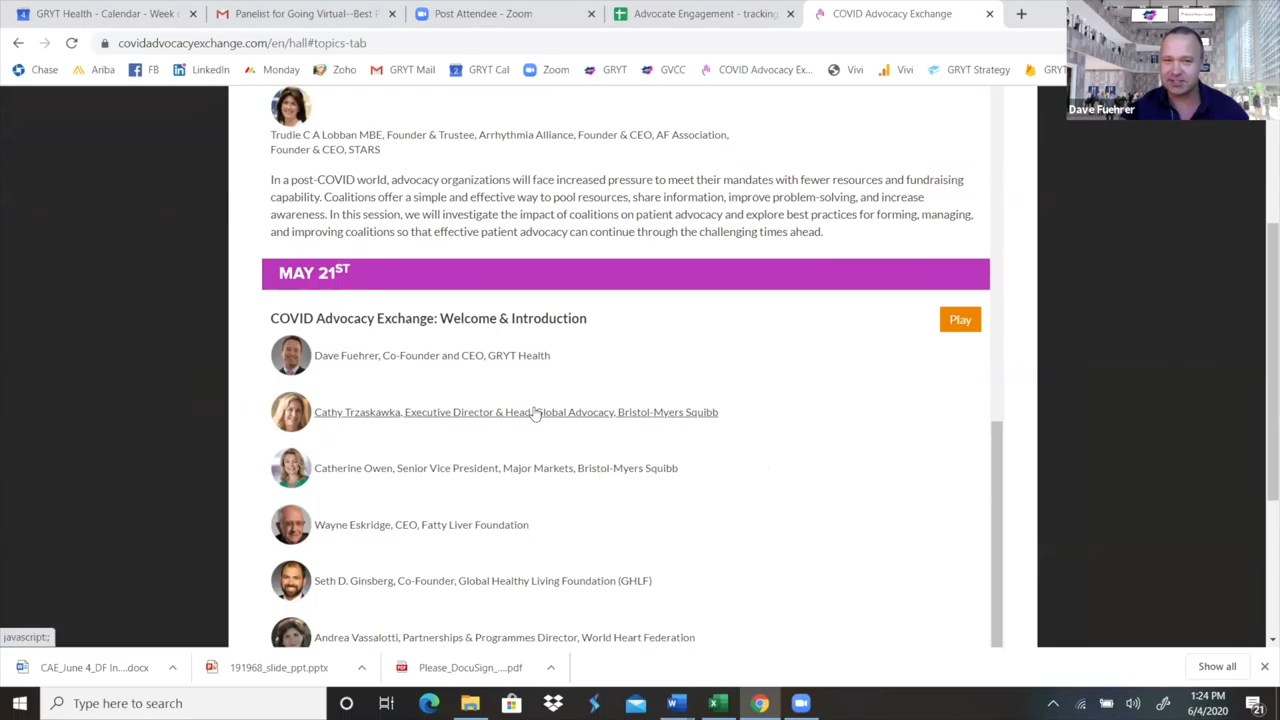 GRYT Health - Calendar - Week
Panelist for Going Virtual--Best P
Post Attendee - Zoom
Advocate Engagement - tracking
COVID Advocacy Exchange
covidadvocacyexchange.com/en/hall#topics-tab
Chase
Ariba
FB
LinkedIn
Monday
Zoho
GRYT Mail
GRYT Cal
Zoom
GRYT
GVCC
COVID Advocacy Ex...
Vivi
Vivi
GRYT Strategy
GRYT
Dave Fuehrer
Trudie C A Lobban MBE, Founder & Trustee, Arrhythmia Alliance, Founder & CEO, AF Association,
Founder & CEO, STARS
In a post-COVID world, advocacy organizations will face increased pressure to meet their mandates with fewer resources and fundraising
capability. Coalitions offer a simple and effective way to pool resources, share information, improve problem-solving, and increase
awareness. In this session, we will investigate the impact of coalitions on patient advocacy and explore best practices for forming, managing,
and improving coalitions so that effective patient advocacy can continue through the challenging times ahead.
MAY 21ST
COVID Advocacy Exchange: Welcome & Introduction
Play
Dave Fuehrer, Co-Founder and CEO, GRYT Health
Cathy Trzaskawka, Executive Director & Head, Global Advocacy, Bristol-Myers Squibb
Catherine Owen, Senior Vice President, Major Markets, Bristol-Myers Squibb
Wayne Eskridge, CEO, Fatty Liver Foundation
Seth D. Ginsberg, Co-Founder, Global Healthy Living Foundation (GHLF)
Andrea Vassalotti, Partnerships & Programmes Director, World Heart Federation
javascript:;
CAE_June 4_DF In....docx
191968_slide_ppt.pptx
Please_DocuSign_....pdf
Show all
Type here to search
1:24 PM
6/4/2020
21